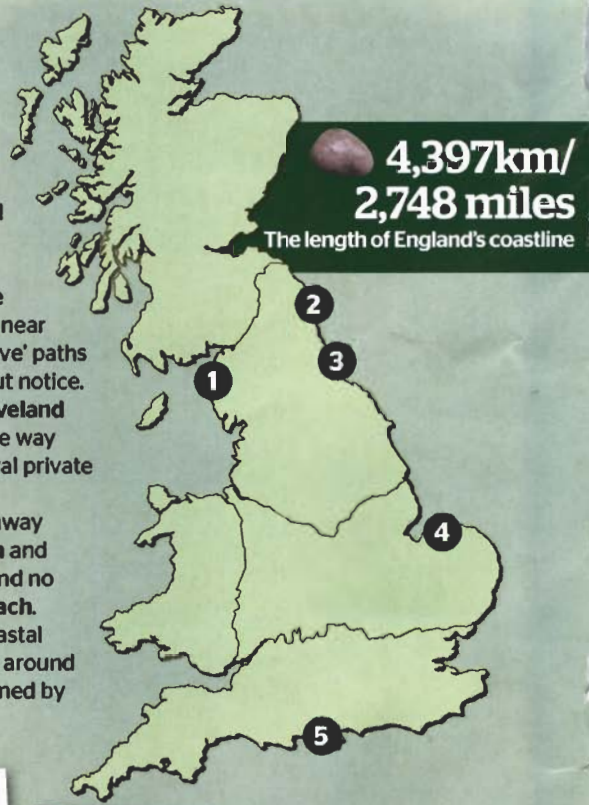 4,397km/
2,748 miles
The length of England's coastline
near
ve' paths
ut notice.
veland
e way
al private
way
and
nd no
ach.
astal
around
ned by
1
2
3
4
5